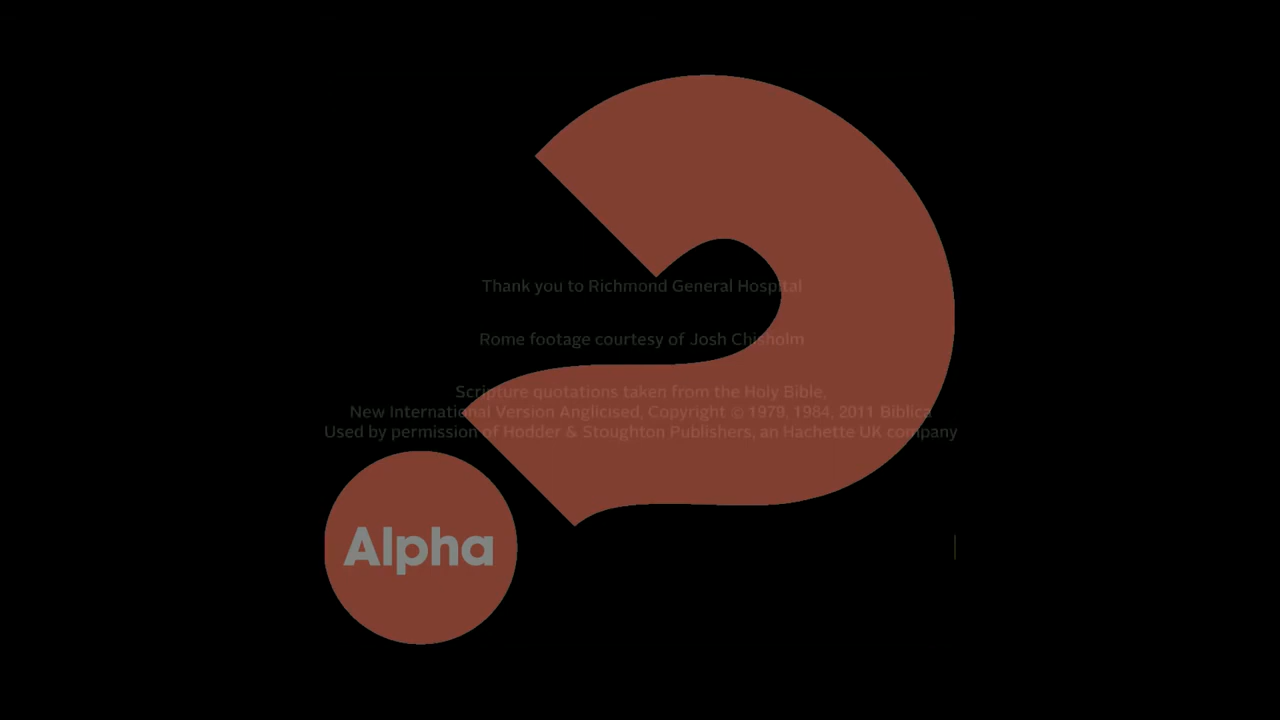 Thank you to Richmond General Hospital
Rome footage courtesy of Josh Chisholm
Scripture quotations taken from the Holy Bible,
New International Version Anglicised, Copyright © 1979, 1984, 2011 Biblica
Used by permission of Hodder & Stoughton Publishers, an Hachette UK company
Alpha